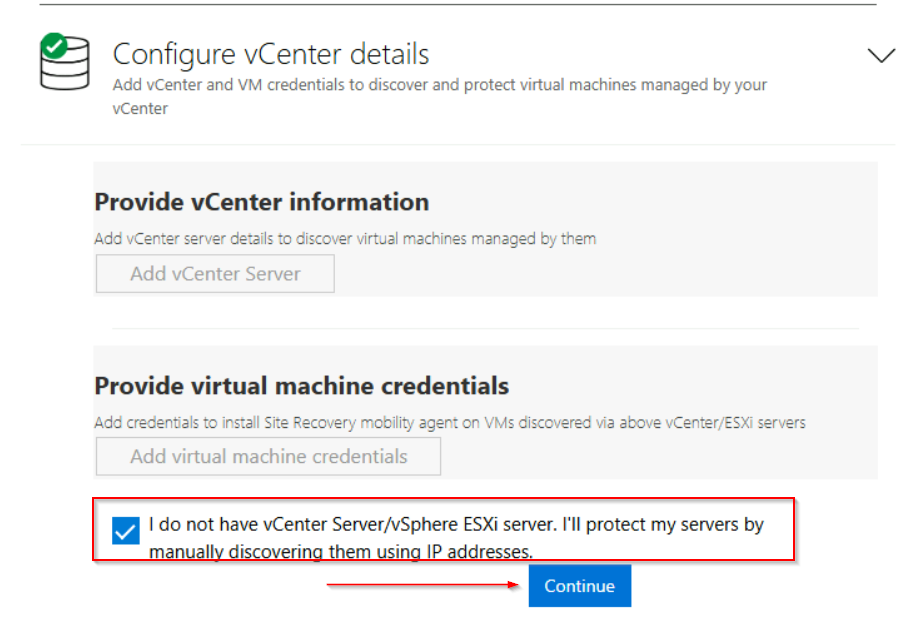 Configure vCenter details
Add vCenter and VM credentials to discover and protect virtual machines managed by your
vCenter
Provide vCenter information
Add vCenter server details to discover virtual machines managed by them
Add vCenter Server
Provide virtual machine credentials
Add credentials to install Site Recovery mobility agent on VMs discovered via above vCenter/ESXi servers
Add virtual machine credentials
I do not have vCenter Server/vSphere ESXi server. I'll protect my servers by
manually discovering them using IP addresses.
Continue